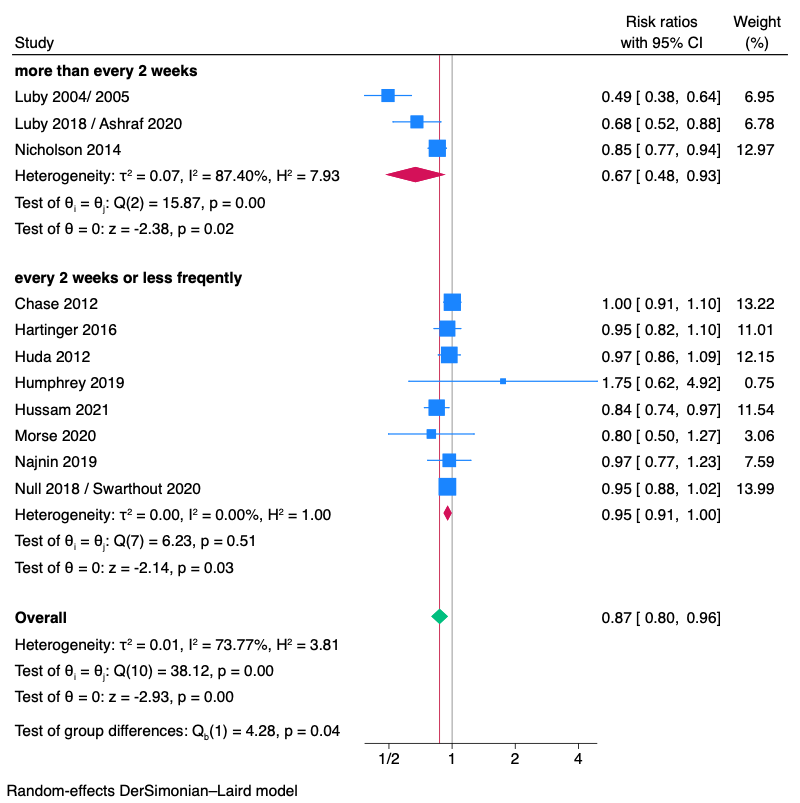 Risk ratios Weight
Study with 95% CI (%)
more than every 2 weeks
Luby 2004/ 2005 0.49 [ 0.38, 0.64] 6.95
Luby 2018 / Ashraf 2020 0.68 [ 0.52, 0.88] 6.78
Nicholson 2014 0.85 [ 0.77, 0.94] 12.97
Heterogeneity: τ² = 0.07, I² = 87.40%, H² = 7.93 0.67 [ 0.48, 0.93]
Test of θᵢ = θⱼ: Q(2) = 15.87, p = 0.00
Test of θ = 0: z = -2.38, p = 0.02
every 2 weeks or less freqently
Chase 2012 1.00 [ 0.91, 1.10] 13.22
Hartinger 2016 0.95 [ 0.82, 1.10] 11.01
Huda 2012 0.97 [ 0.86, 1.09] 12.15
Humphrey 2019 1.75 [ 0.62, 4.92] 0.75
Hussam 2021 0.84 [ 0.74, 0.97] 11.54
Morse 2020 0.80 [ 0.50, 1.27] 3.06
Najnin 2019 0.97 [ 0.77, 1.23] 7.59
Null 2018 / Swarthout 2020 0.95 [ 0.88, 1.02] 13.99
Heterogeneity: τ² = 0.00, I² = 0.00%, H² = 1.00 0.95 [ 0.91, 1.00]
Test of θᵢ = θⱼ: Q(7) = 6.23, p = 0.51
Test of θ = 0: z = -2.14, p = 0.03
Overall 0.87 [ 0.80, 0.96]
Heterogeneity: τ² = 0.01, I² = 73.77%, H² = 3.81
Test of θᵢ = θⱼ: Q(10) = 38.12, p = 0.00
Test of θ = 0: z = -2.93, p = 0.00
Test of group differences: Q_b(1) = 4.28, p = 0.04
1/2 1 2 4
Random-effects DerSimonian–Laird model